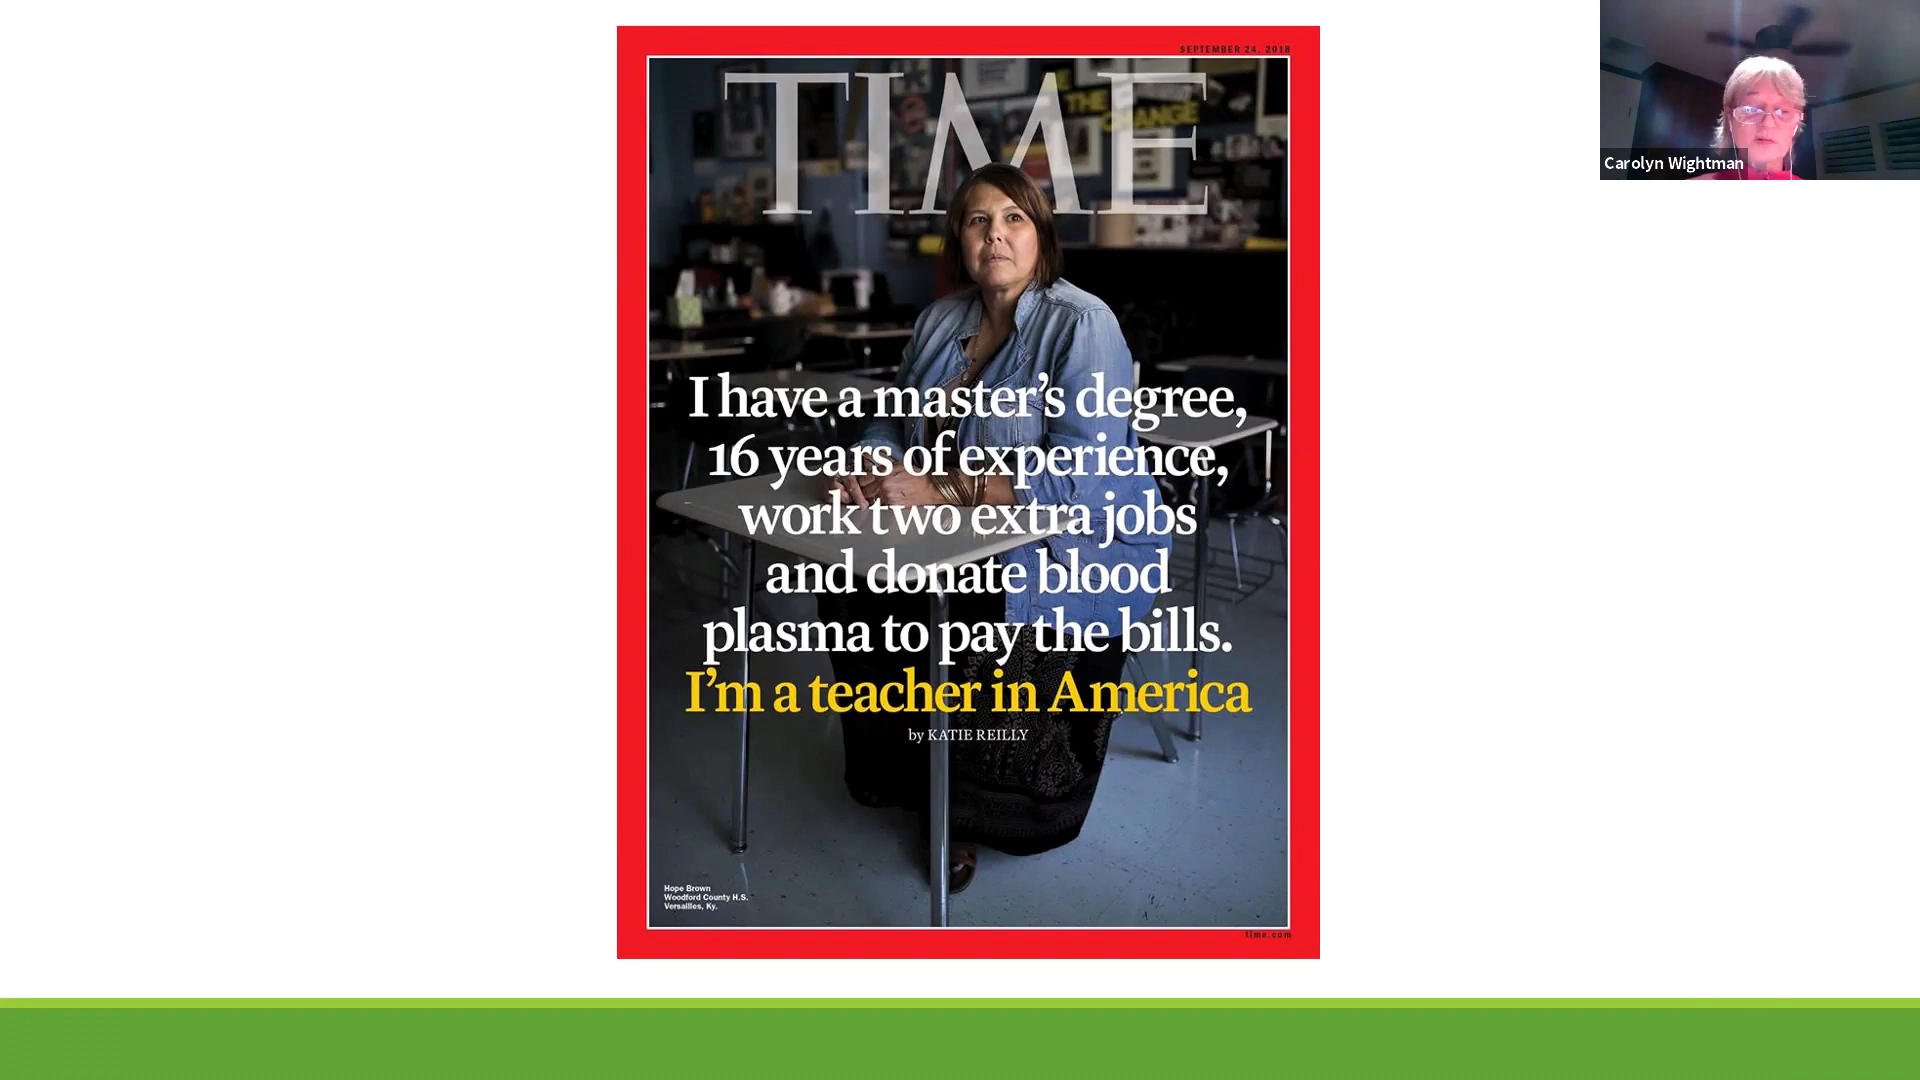 SEPTEMBER 24, 2018
TIME
THE
CHANGE
I have a master's degree,
16 years of experience,
work two extra jobs
and donate blood
plasma to pay the bills.
I'm a teacher in America
by KATIE REILLY
Hope Brown
Woodford County H.S.
Versailles, Ky.
time.com
Carolyn Wightman